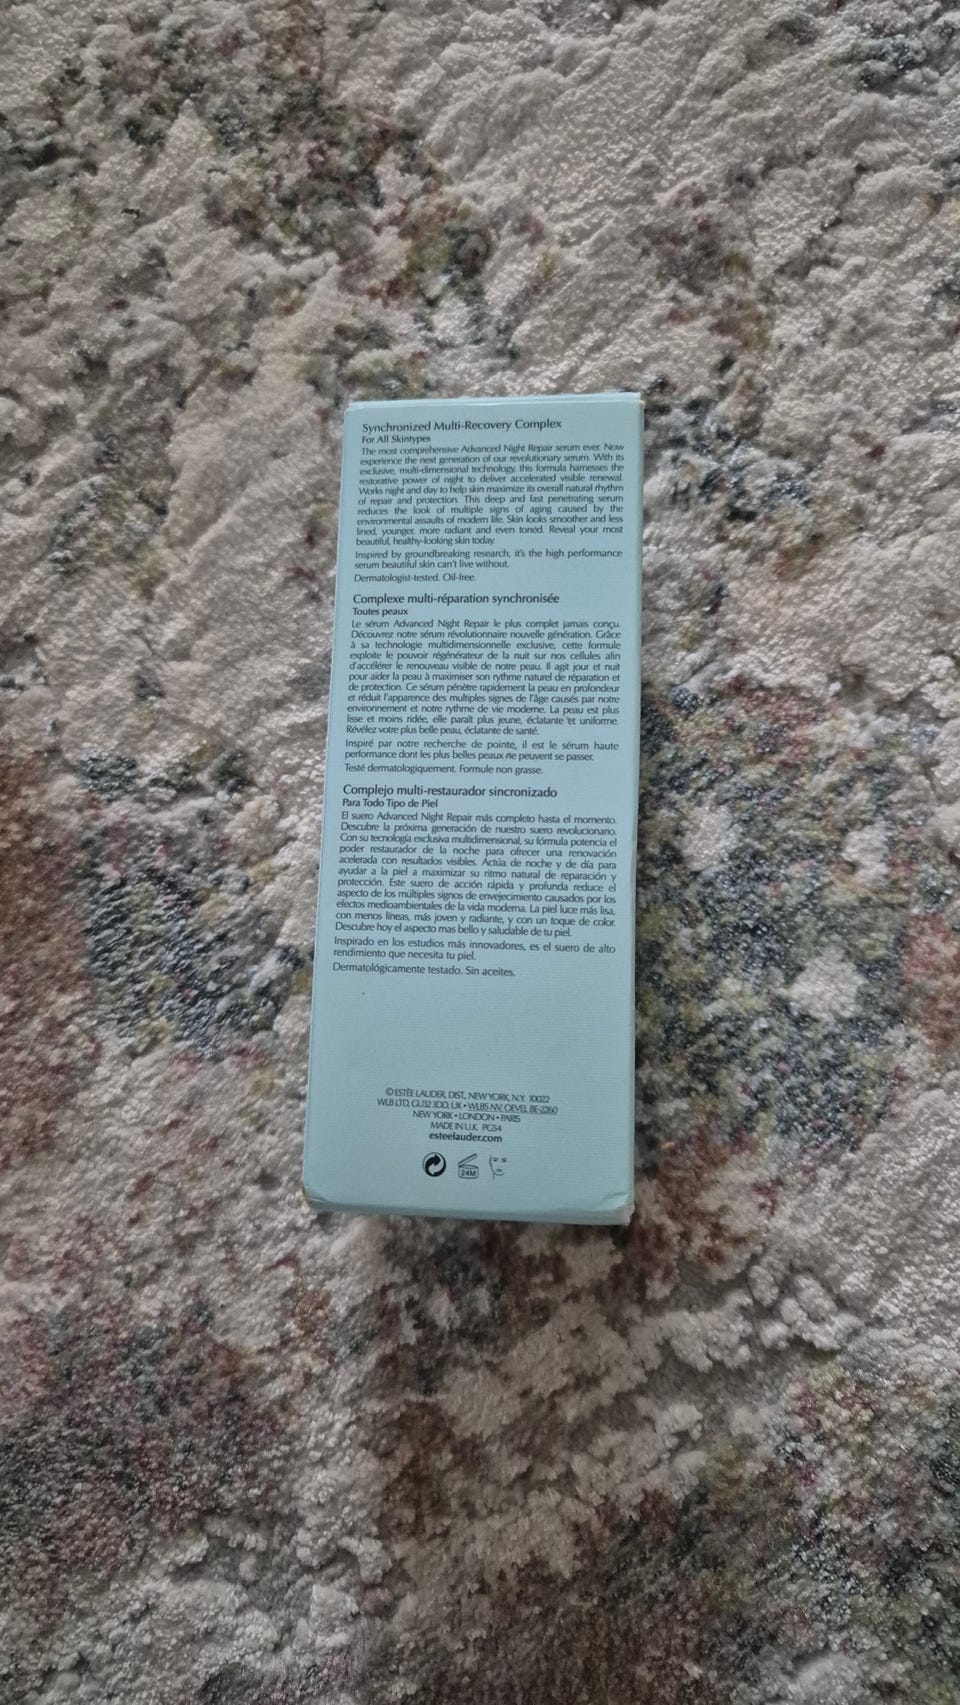 Synchronized Multi-Recovery Complex
For All Skintypes
The most comprehensive Advanced Night Repair serum ever. Now
experience the next generation of our revolutionary serum. With its
exclusive, multi-dimensional technology, this formula harnesses the
restorative power of night to deliver accelerated visible renewal.
Works night and day to help skin maximize its overall natural rhythm
of repair and protection. This deep and fast penetrating serum
reduces the look of multiple signs of aging caused by the
environmental assaults of modern life. Skin looks smoother and less
lined, younger, more radiant and even toned. Reveal your most
beautiful, healthy-looking skin today.
Inspired by groundbreaking research, it's the high performance
serum beautiful skin can't live without.
Dermatologist-tested. Oil-free.
Complexe multi-réparation synchronisée
Toutes peaux
Le sérum Advanced Night Repair le plus complet jamais conçu.
Découvrez notre sérum révolutionnaire nouvelle génération. Grâce
à sa technologie multidimensionnelle exclusive, cette formule
exploite le pouvoir régénérateur de la nuit sur nos cellules afin
d'accélérer le renouveau visible de notre peau. Il agit jour et nuit
pour aider la peau à maximiser son rythme naturel de réparation et
de protection. Ce sérum pénètre rapidement la peau en profondeur
et réduit l'apparence des multiples signes de l'âge causés par notre
environnement et notre rythme de vie moderne. La peau est plus
lisse et moins ridée, elle paraît plus jeune, éclatante et uniforme.
Révélez votre plus belle peau, éclatante de santé.
Inspiré par notre recherche de pointe, il est le sérum haute
performance dont les plus belles peaux ne peuvent se passer.
Testé dermatologiquement. Formule non grasse.
Complejo multi-restaurador sincronizado
Para Todo Tipo de Piel
El suero Advanced Night Repair más completo hasta el momento.
Descubre la próxima generación de nuestro suero revolucionario.
Con su tecnología exclusiva multidimensional, su fórmula potencia el
poder restaurador de la noche para ofrecer una renovación
acelerada con resultados visibles. Actúa de noche y de día para
ayudar a la piel a maximizar su ritmo natural de reparación y
protección. Este suero de acción rápida y profunda reduce el
aspecto de los múltiples signos de envejecimiento causados por los
efectos medioambientales de la vida moderna. La piel luce más lisa,
con menos líneas, más joven y radiante, y con un toque de color.
Descubre hoy el aspecto mas bello y saludable de tu piel.
Inspirado en los estudios más innovadores, es el suero de alto
rendimiento que necesita tu piel.
Dermatológicamente testado. Sin aceites.
© ESTĒE LAUDER, DIST., NEW YORK, N.Y. 10022
WLB LTD, GU32 3DD, UK • WLBS NV, OEVEL BE-2260
NEW YORK • LONDON • PARIS
MADE IN U.K. PG54
esteelauder.com
24M